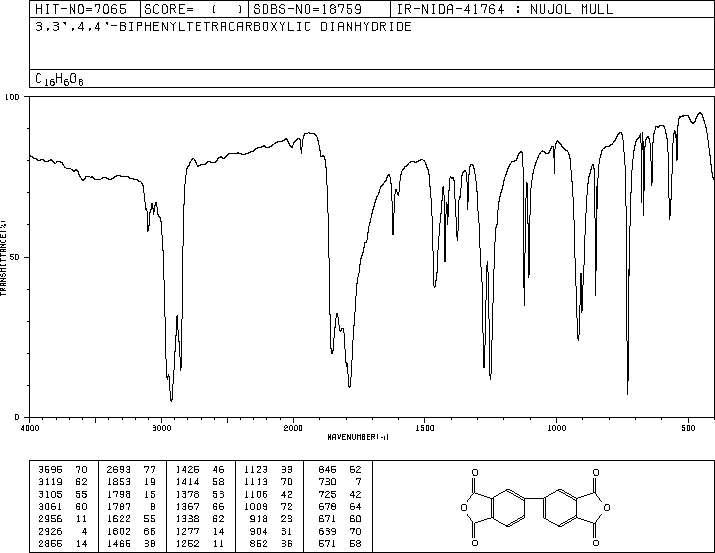 HIT-NO=7065 SCORE= ( ) SDBS-NO=18759 IR-NIDA-41764 : NUJOL MULL
3,3',4,4'-BIPHENYLTETRACARBOXYLIC DIANHYDRIDE
C16H6O6
100
50
0
TRANSMITTANCE(%)
4000 3000 2000 1500 1000 500
WAVENUMBER(-1)
3595 70 2693 77 1425 46 1123 33 845 62
3119 62 1853 19 1414 58 1113 70 730 7
3105 55 1798 15 1378 53 1106 42 725 42
3061 60 1787 8 1367 66 1009 72 678 64
2956 11 1622 55 1338 62 918 23 671 60
2926 4 1602 66 1277 14 904 31 639 70
2855 14 1466 38 1252 11 852 36 571 58
O O
O O
O O